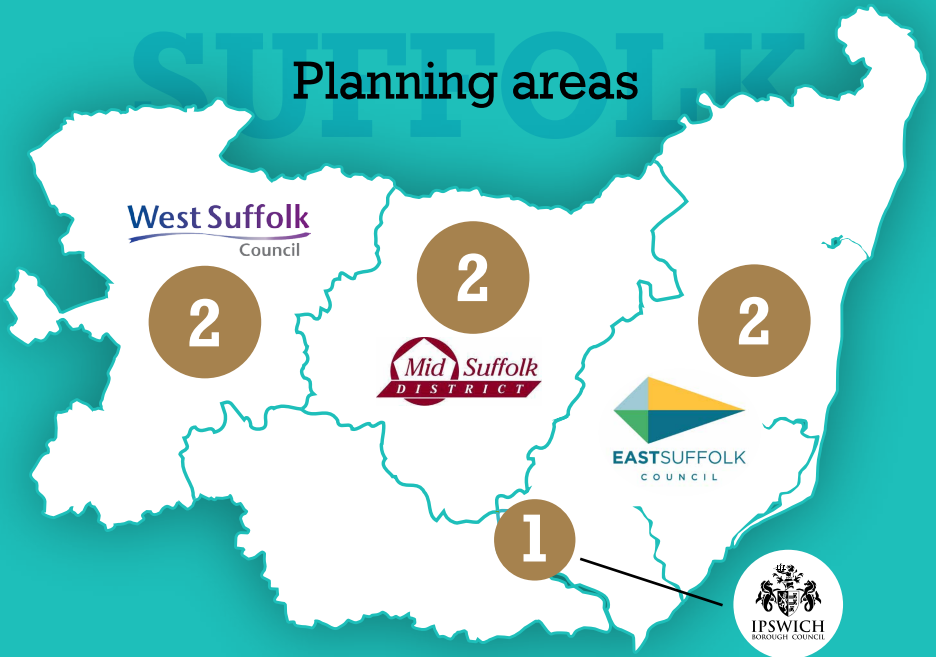 SUFFOLK
Planning areas
West Suffolk
Council
2
2
Mid Suffolk
DISTRICT
2
EASTSUFFOLK
COUNCIL
1
IPSWICH
BOROUGH COUNCIL